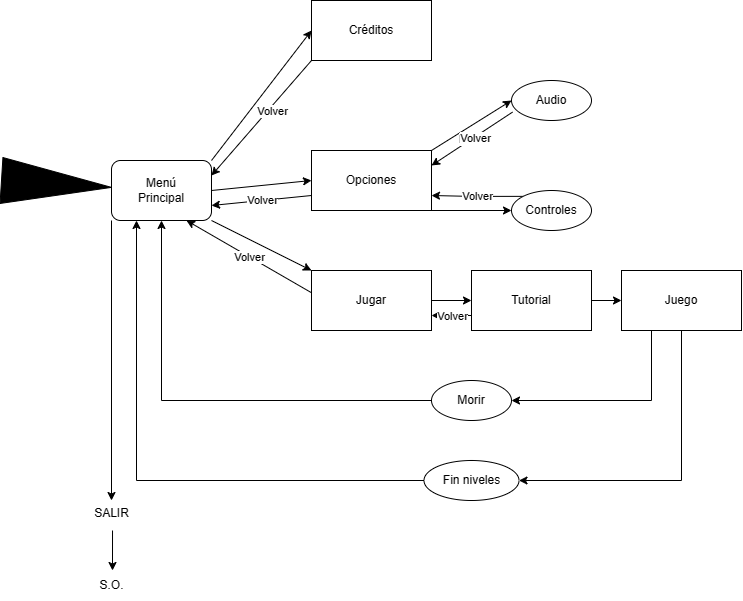 Créditos
Volver
Audio
Volver
Menú
Principal
Opciones
Volver
Volver
Controles
Volver
Jugar
Tutorial
Juego
Volver
Morir
Fin niveles
SALIR
S.O.